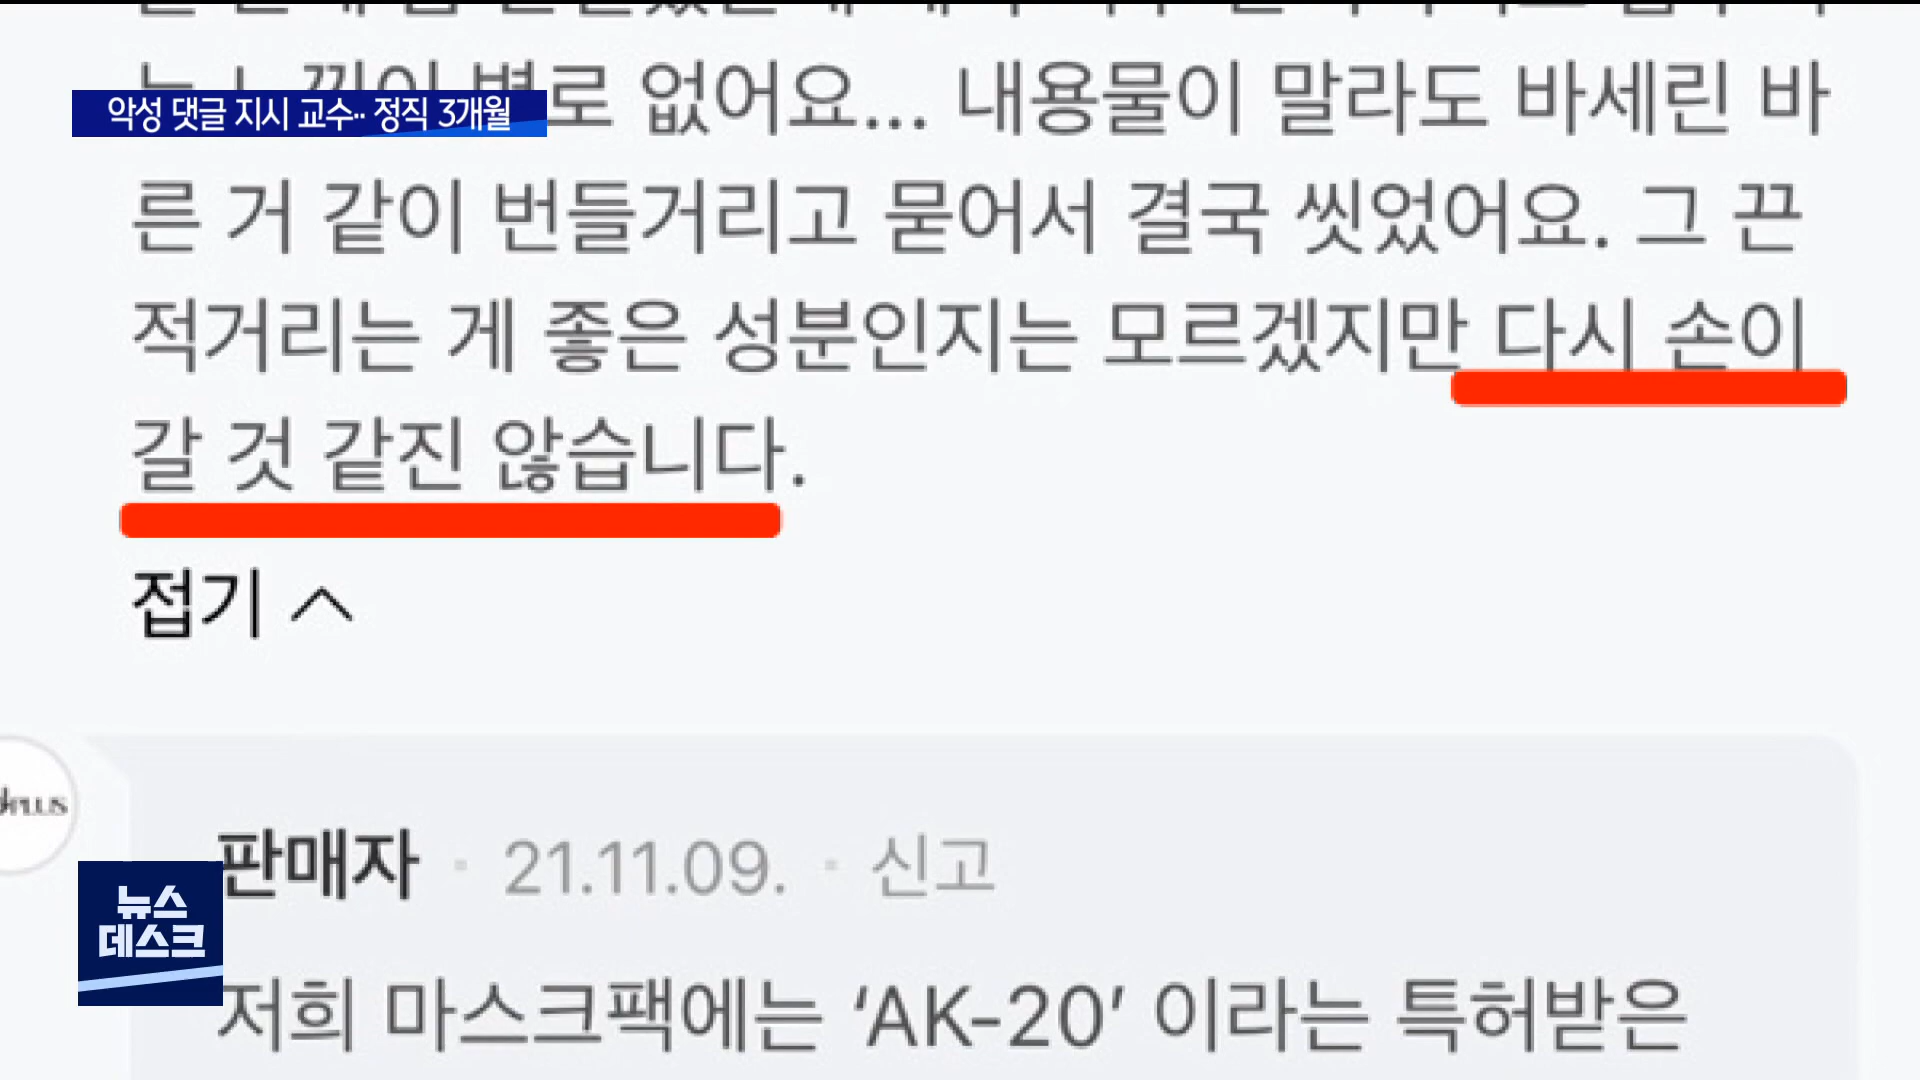 악성 댓글 지시 교수‥ 정직 3개월
별로 없어요... 내용물이 말라도 바세린 바
른 거 같이 번들거리고 묻어서 결국 씻었어요. 그 끈
적거리는 게 좋은 성분인지는 모르겠지만 다시 손이
갈 것 같진 않습니다.
접기
판매자 · 21.11.09. · 신고
뉴스
데스크
저희 마스크팩에는 ‘AK-20’ 이라는 특허받은